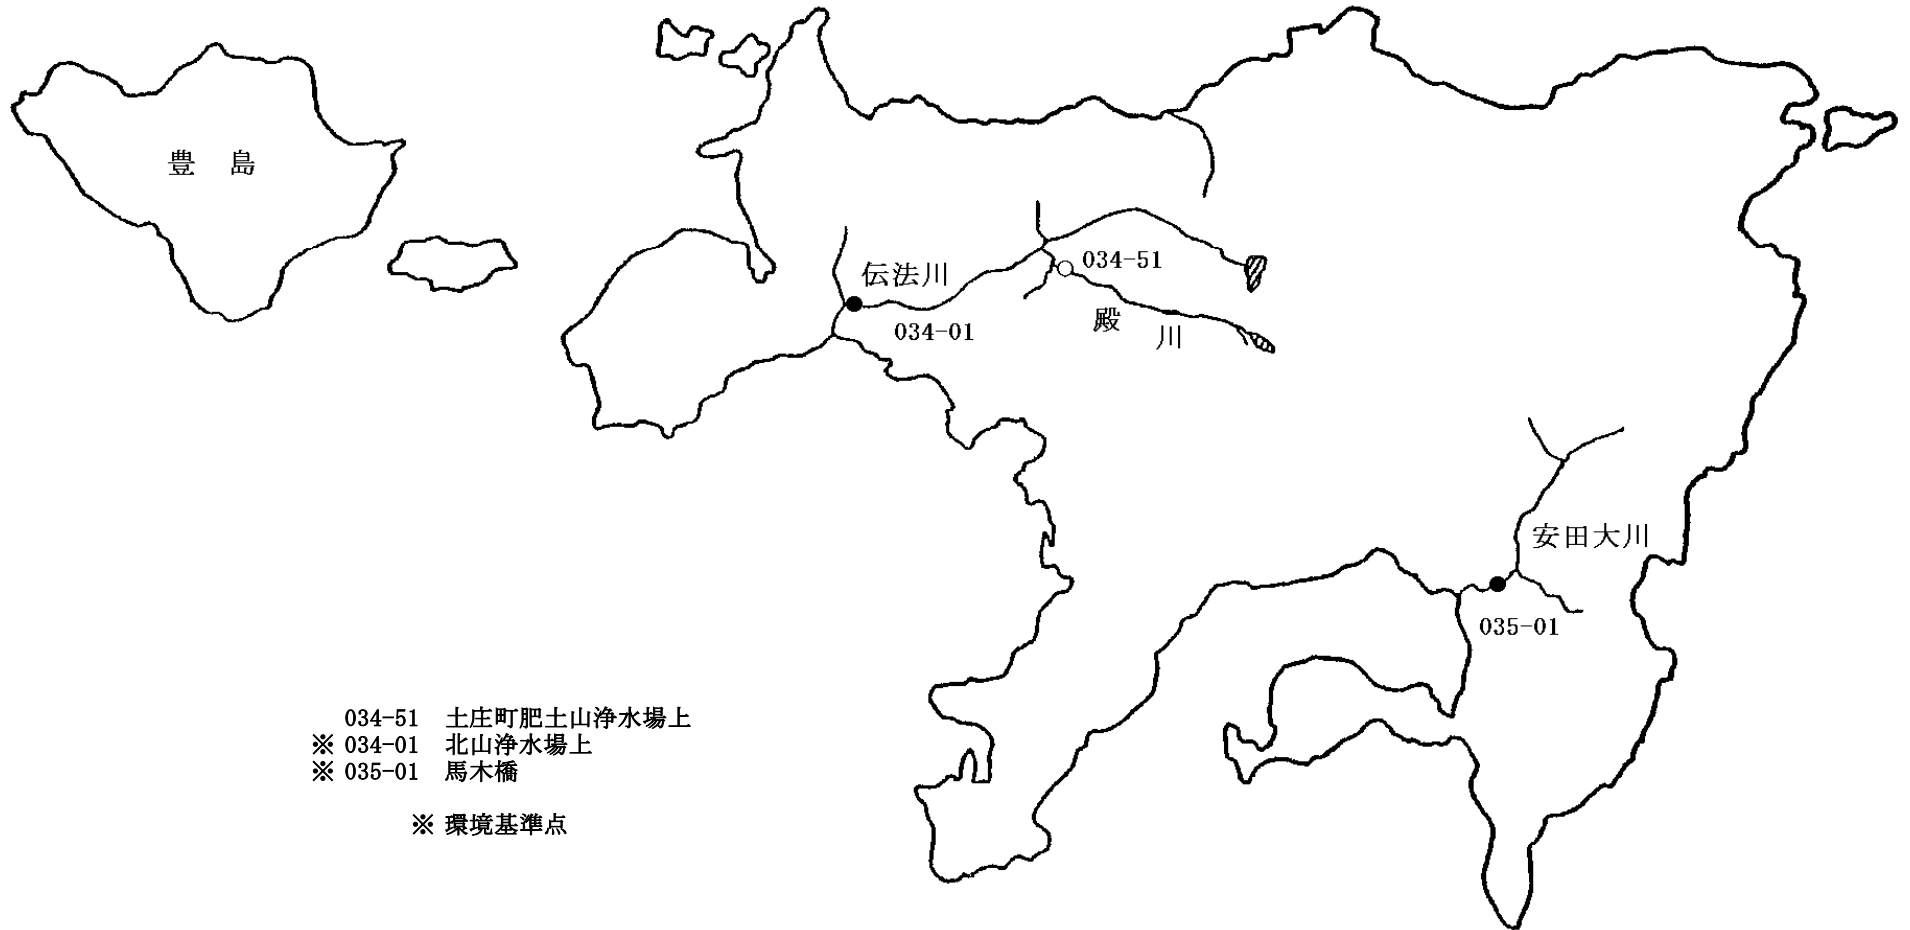 豊島
伝法川
034-51
034-01
殿川
安田大川
035-01
034-51 土庄町肥土山浄水場上
※ 034-01 北山浄水場上
※ 035-01 馬木橋
※ 環境基準点